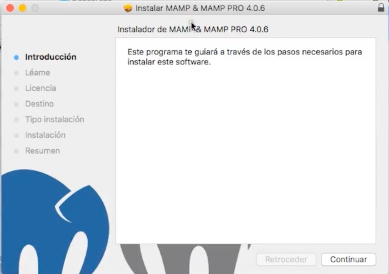 Instalar MAMP & MAMP PRO 4.0.6
Instalador de MAMP & MAMP PRO 4.0.6
Introducción
Léame
Licencia
Destino
Tipo instalación
Instalación
Resumen
Este programa te guiará a través de los pasos necesarios para
instalar este software.
Retroceder
Continuar